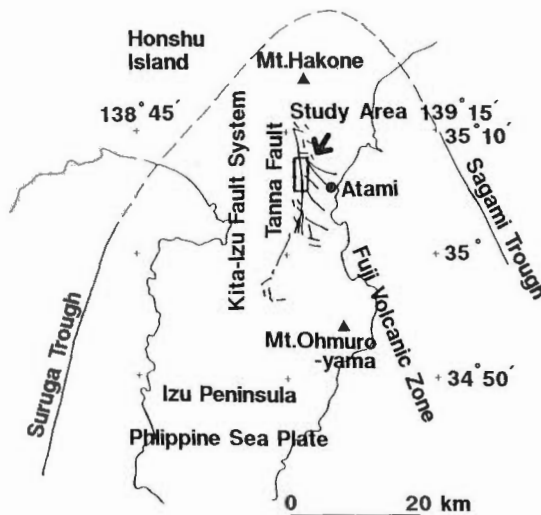 Honshu
Island
Mt.Hakone
138°45′
Study Area
139°15′
35°10′
Kita-Izu Fault System
Tanna Fault
Atami
Sagami Trough
35°
Fuji Volcanic Zone
Suruga Trough
Mt.Ohmuro
-yama
34°50′
Izu Peninsula
Phlippine Sea Plate
0 20 km